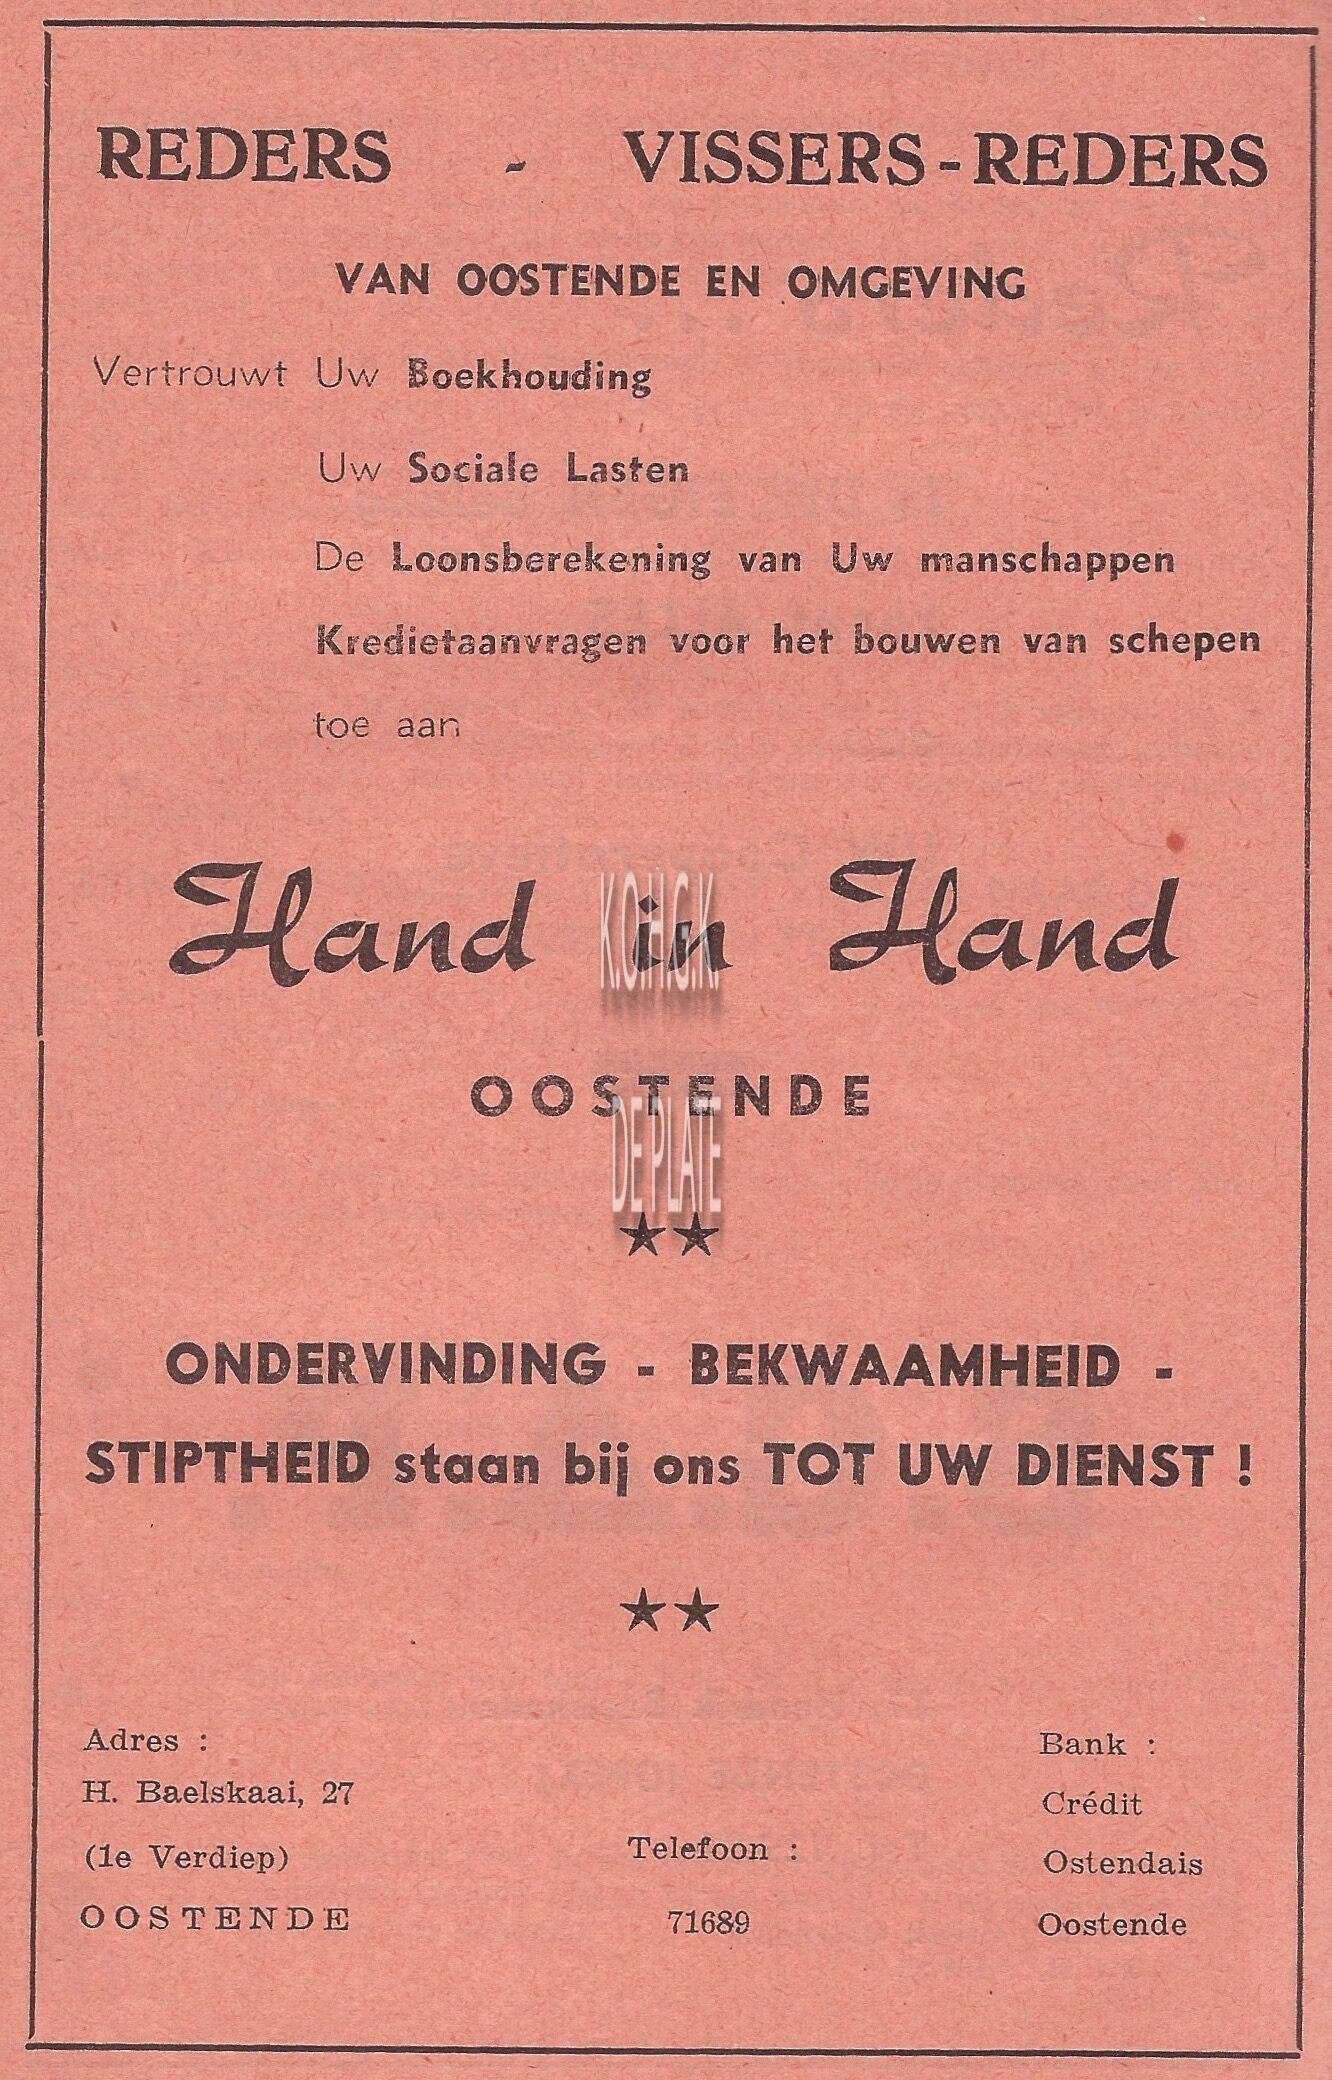 REDERS - VISSERS-REDERS
VAN OOSTENDE EN OMGEVING
Vertrouwt Uw Boekhouding
Uw Sociale Lasten
De Loonsberekening van Uw manschappen
Kredietaanvragen voor het bouwen van schepen
toe aan
Hand in Hand
K.O.H.G.K.
OOSTENDE
DE PLATE
★★
ONDERVINDING - BEKWAAMHEID -
STIPTHEID staan bij ons TOT UW DIENST !
★★
Adres :
H. Baelskaai, 27
(1e Verdiep)
OOSTENDE
Telefoon :
71689
Bank :
Crédit
Ostendais
Oostende